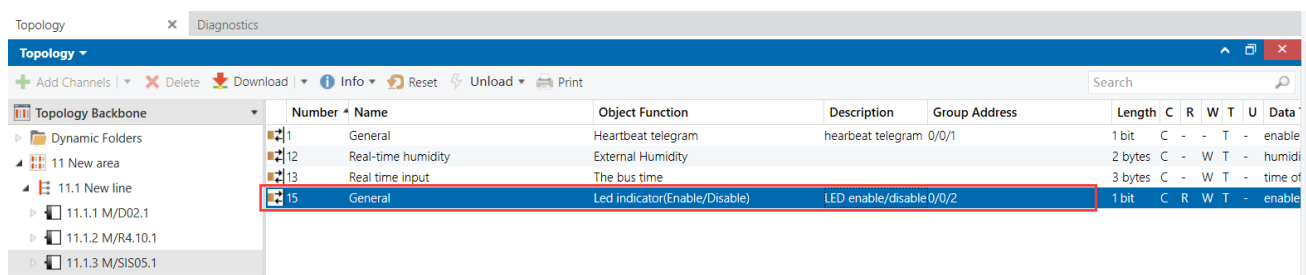 Topology Diagnostics
Topology
Add Channels Delete Download Info Reset Unload Print Search
Topology Backbone Number Name Object Function Description Group Address Length C R W T U Data
Dynamic Folders 1 General Heartbeat telegram hearbeat telegram 0/0/1 1 bit C - - T - enable
11 New area 12 Real-time humidity External Humidity 2 bytes C - W T - humidi
11.1 New line 13 Real time input The bus time 3 bytes C - W T - time of
15 General Led indicator(Enable/Disable) LED enable/disable 0/0/2 1 bit C R W T - enable
11.1.1 M/D02.1
11.1.2 M/R4.10.1
11.1.3 M/SIS05.1